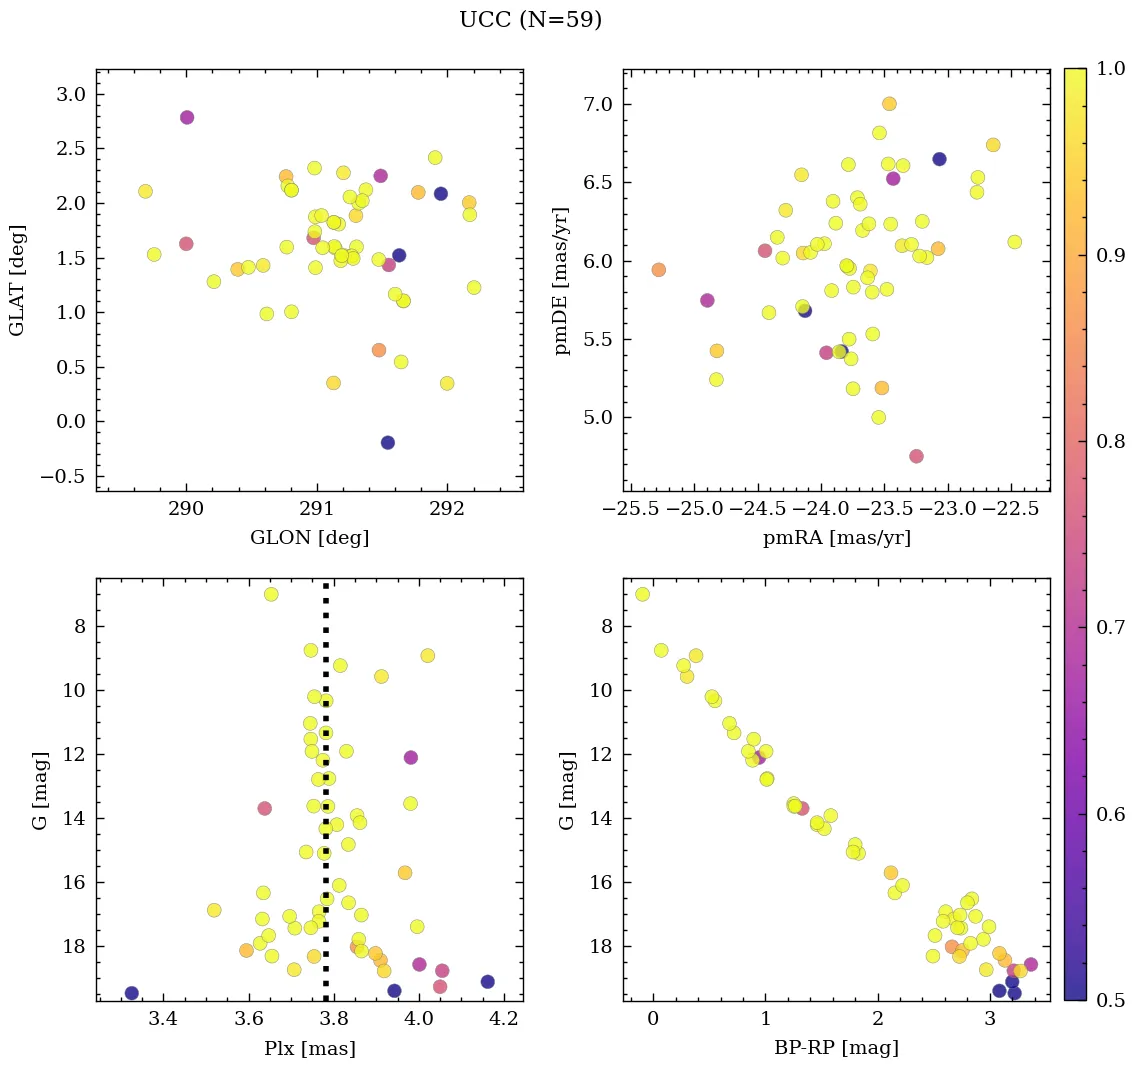 UCC (N=59)
3.0
2.5
2.0
1.5
1.0
0.5
0.0
−0.5
GLAT [deg]
290 291 292
GLON [deg]
7.0
6.5
6.0
5.5
5.0
pmDE [mas/yr]
−25.5 −25.0 −24.5 −24.0 −23.5 −23.0 −22.5
pmRA [mas/yr]
8
10
12
14
16
18
G [mag]
3.4 3.6 3.8 4.0 4.2
Plx [mas]
8
10
12
14
16
18
G [mag]
0 1 2 3
BP-RP [mag]
1.0
0.9
0.8
0.7
0.6
0.5